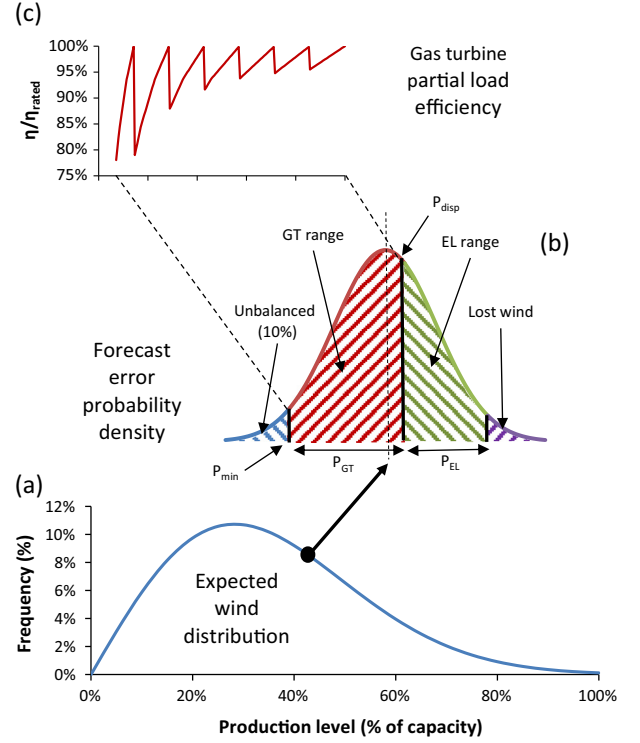 (c)
100%
95%
90%
85%
80%
75%
η/ηrated
Gas turbine
partial load
efficiency
Pdisp
GT range
EL range
(b)
Unbalanced
(10%)
Lost wind
Forecast
error
probability
density
Pmin
PGT
PEL
(a)
12%
10%
8%
6%
4%
2%
0%
Frequency (%)
Expected
wind
distribution
0%
20%
40%
60%
80%
100%
Production level (% of capacity)